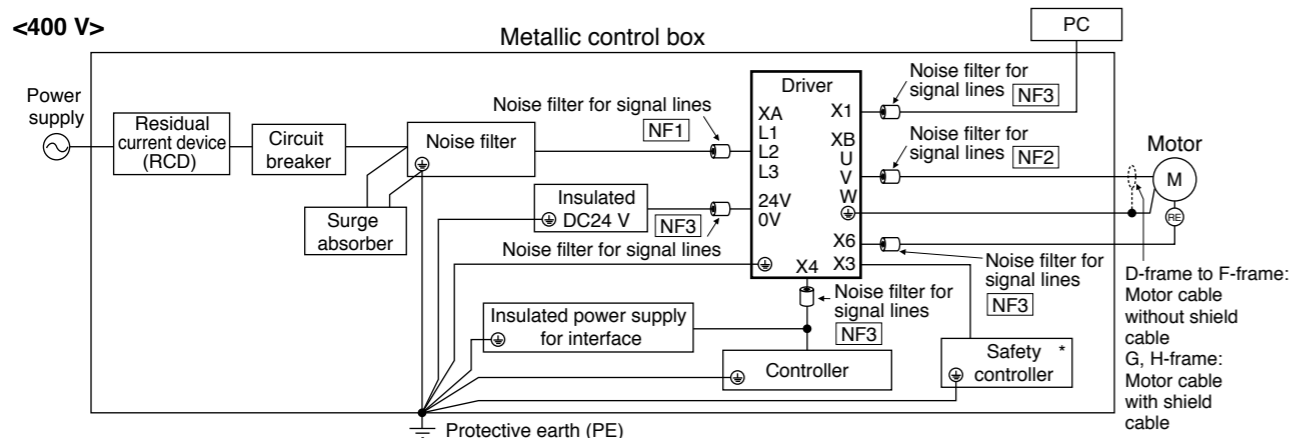 <400 V>
Metallic control box
PC
Power
supply
Residual
current device
(RCD)
Circuit
breaker
Noise filter
Surge
absorber
Noise filter for signal lines
NF1
Insulated
DC24 V
NF3
Noise filter for signal lines
Driver
XA
L1
L2
L3
24V
0V
X1
XB
U
V
W
X6
X4
X3
Noise filter for
signal lines NF3
Noise filter for
signal lines NF2
Motor
M
RE
Noise filter for
signal lines
NF3
Noise filter for
signal lines
NF3
Insulated power supply
for interface
Controller
Safety *
controller
D-frame to F-frame:
Motor cable
without shield
cable
G, H-frame:
Motor cable
with shield
cable
Protective earth (PE)